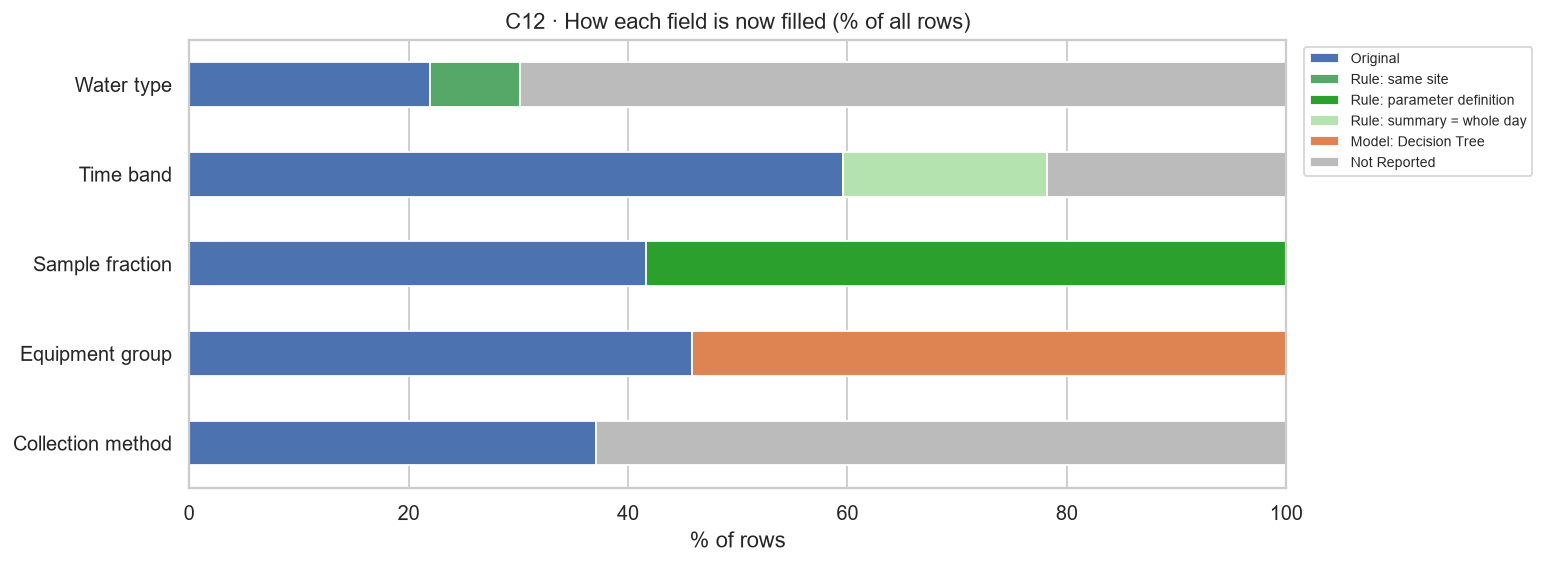 C12 · How each field is now filled (% of all rows)
Original
Rule: same site
Rule: parameter definition
Rule: summary = whole day
Model: Decision Tree
Not Reported
Water type
Time band
Sample fraction
Equipment group
Collection method
0 20 40 60 80 100
% of rows